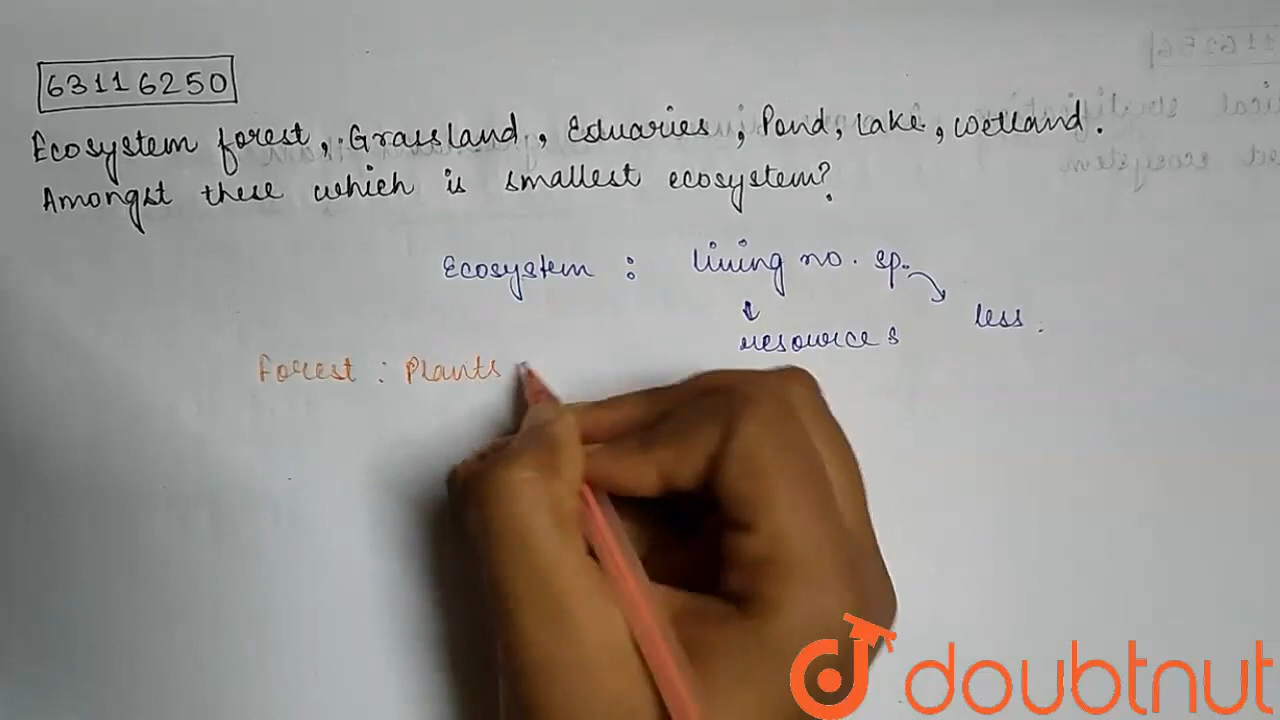 63116250
Ecosystem forest, Grassland, Estuaries, Pond, Lake, Wetland.
Amongst these which is smallest ecosystem?
Ecosystem : living no. sp.
less.
resources
Forest : Plants
doubtnut